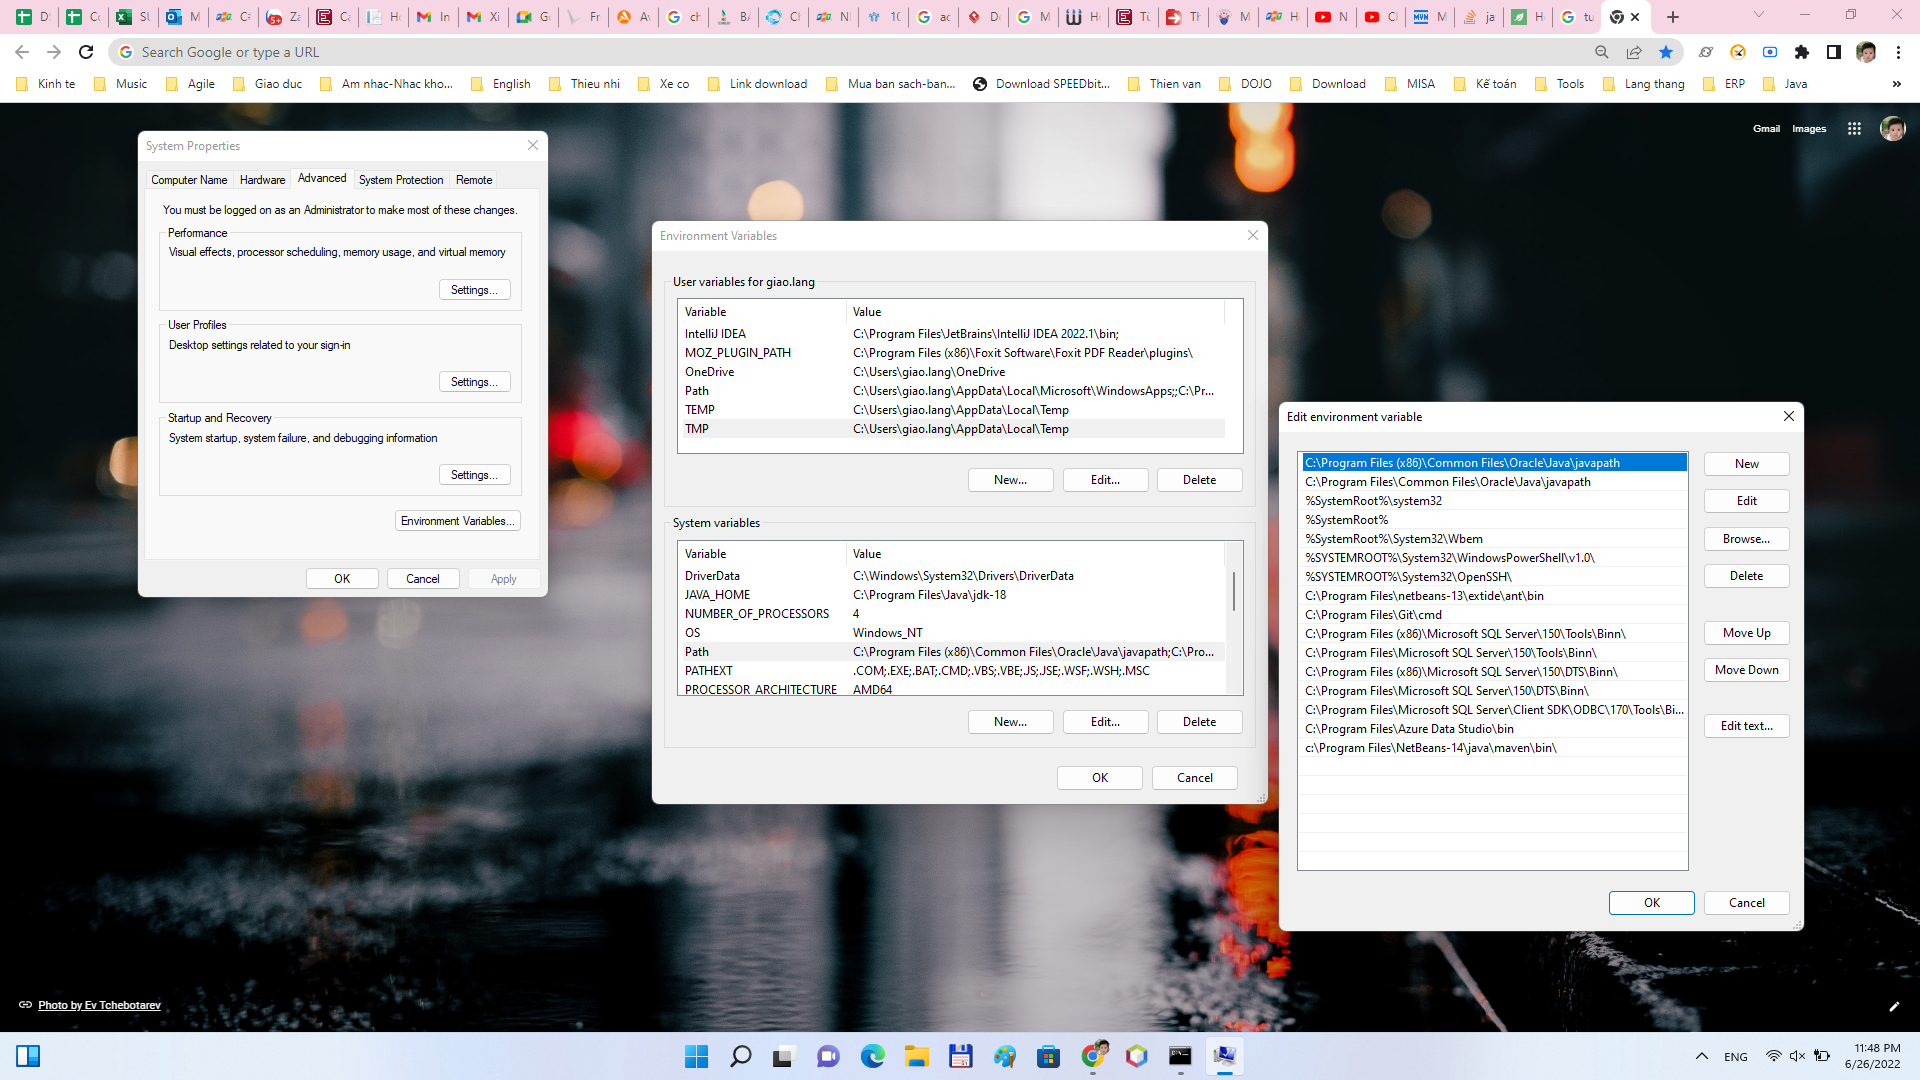 Search Google or type a URL
Kinh te
Music
Agile
Giao duc
Am nhac-Nhac kho...
English
Thieu nhi
Xe co
Link download
Mua ban sach-ban...
Download SPEEDbit...
Thien van
DOJO
Download
MISA
Kế toán
Tools
Lang thang
ERP
Java
»
Gmail
Images
System Properties
Computer Name
Hardware
Advanced
System Protection
Remote
You must be logged on as an Administrator to make most of these changes.
Performance
Visual effects, processor scheduling, memory usage, and virtual memory
Settings...
User Profiles
Desktop settings related to your sign-in
Settings...
Startup and Recovery
System startup, system failure, and debugging information
Settings...
Environment Variables...
OK
Cancel
Apply
Environment Variables
User variables for giao.lang
Variable Value
IntelliJ IDEA C:\Program Files\JetBrains\IntelliJ IDEA 2022.1\bin;
MOZ_PLUGIN_PATH C:\Program Files (x86)\Foxit Software\Foxit PDF Reader\plugins\
OneDrive C:\Users\giao.lang\OneDrive
Path C:\Users\giao.lang\AppData\Local\Microsoft\WindowsApps;;C:\Pr...
TEMP C:\Users\giao.lang\AppData\Local\Temp
TMP C:\Users\giao.lang\AppData\Local\Temp
New...
Edit...
Delete
System variables
Variable Value
DriverData C:\Windows\System32\Drivers\DriverData
JAVA_HOME C:\Program Files\Java\jdk-18
NUMBER_OF_PROCESSORS 4
OS Windows_NT
Path C:\Program Files (x86)\Common Files\Oracle\Java\javapath;C:\Pro...
PATHEXT .COM;.EXE;.BAT;.CMD;.VBS;.VBE;.JS;.JSE;.WSF;.WSH;.MSC
PROCESSOR_ARCHITECTURE AMD64
New...
Edit...
Delete
OK
Cancel
Edit environment variable
C:\Program Files (x86)\Common Files\Oracle\Java\javapath
C:\Program Files\Common Files\Oracle\Java\javapath
%SystemRoot%\system32
%SystemRoot%
%SystemRoot%\System32\Wbem
%SYSTEMROOT%\System32\WindowsPowerShell\v1.0\
%SYSTEMROOT%\System32\OpenSSH\
C:\Program Files\netbeans-13\extide\ant\bin
C:\Program Files\Git\cmd
C:\Program Files (x86)\Microsoft SQL Server\150\Tools\Binn\
C:\Program Files\Microsoft SQL Server\150\Tools\Binn\
C:\Program Files (x86)\Microsoft SQL Server\150\DTS\Binn\
C:\Program Files\Microsoft SQL Server\150\DTS\Binn\
C:\Program Files\Microsoft SQL Server\Client SDK\ODBC\170\Tools\Bi...
C:\Program Files\Azure Data Studio\bin
c:\Program Files\NetBeans-14\java\maven\bin\
New
Edit
Browse...
Delete
Move Up
Move Down
Edit text...
OK
Cancel
Photo by Ev Tchebotarev
ENG
11:48 PM
6/26/2022